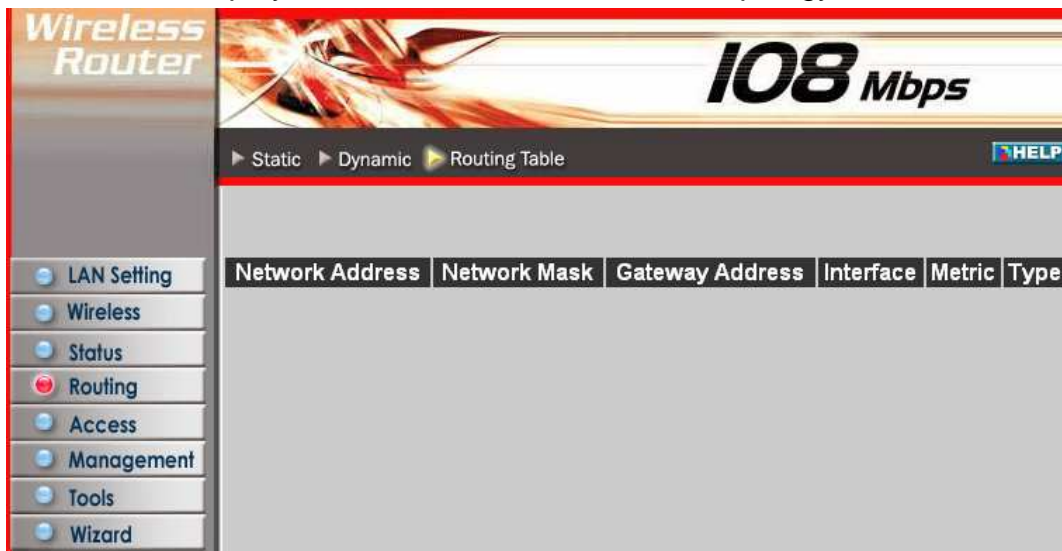 Wireless
Router
108 Mbps
Static Dynamic Routing Table
HELP
Network Address Network Mask Gateway Address Interface Metric Type
LAN Setting
Wireless
Status
Routing
Access
Management
Tools
Wizard